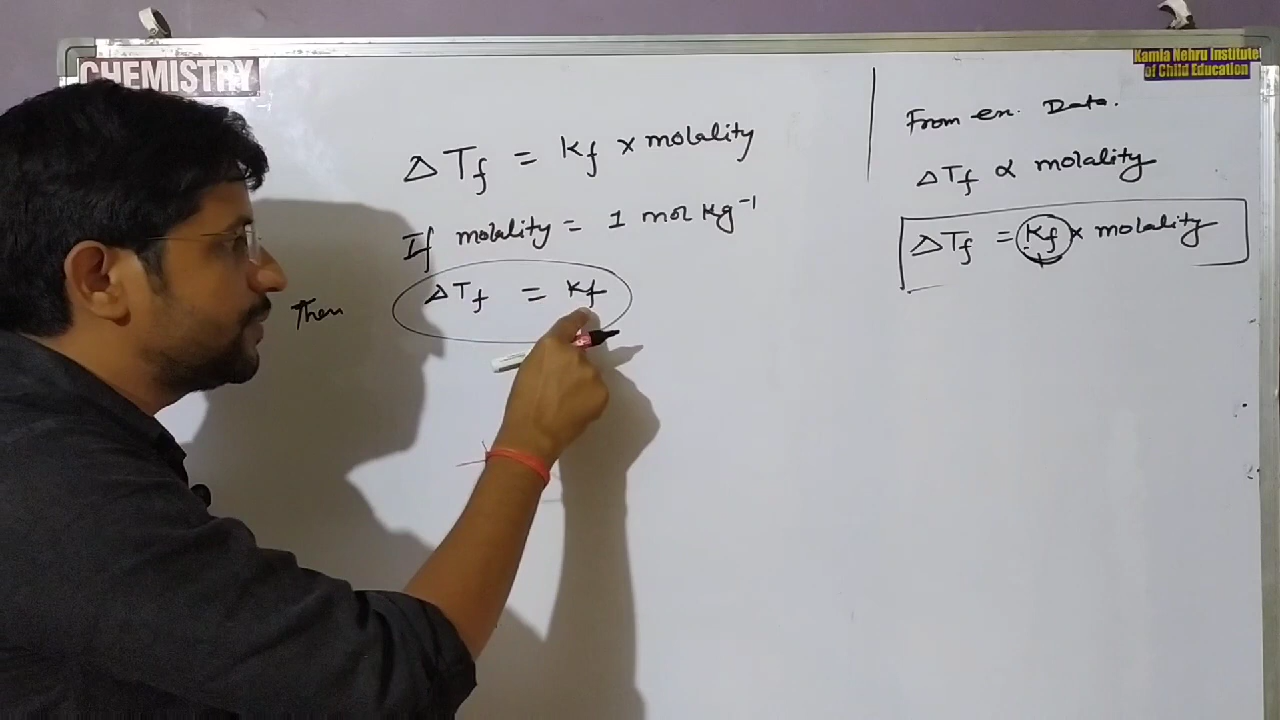 CHEMISTRY
Kamla Nehru Institute
of Child Education
ΔTf = Kf × molality
If molality = 1 mol Kg⁻¹
Then ΔTf = Kf
From ex. Data.
ΔTf ∝ molality
ΔTf = Kf × molality